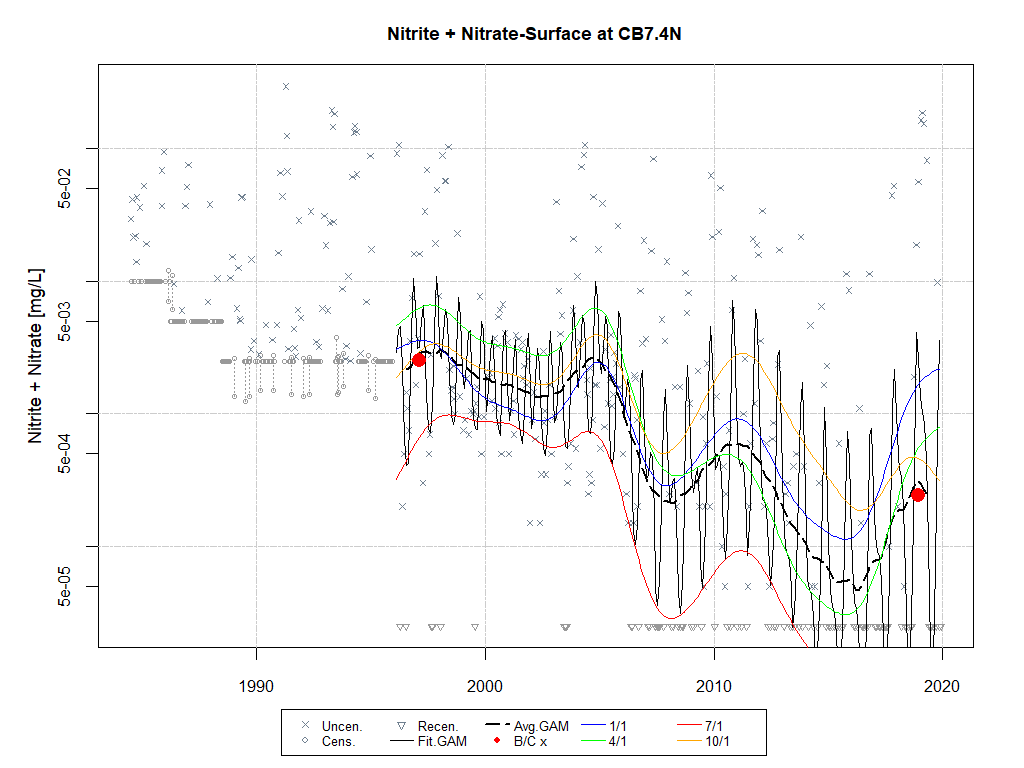 Nitrite + Nitrate-Surface at CB7.4N
Nitrite + Nitrate [mg/L]
5e-02
5e-03
5e-04
5e-05
1990 2000 2010 2020
Uncen. Recen. Avg.GAM 1/1 7/1
Cens. Fit.GAM B/C x 4/1 10/1